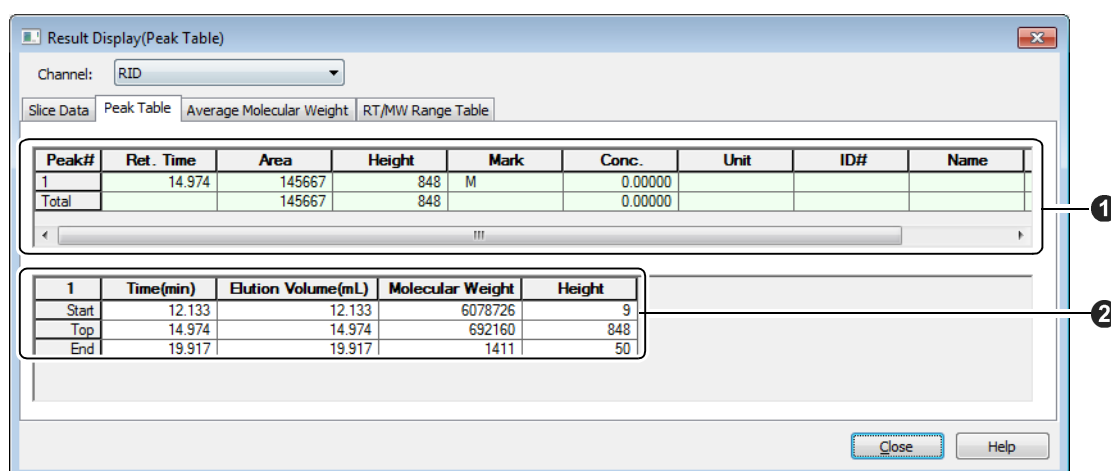 Result Display(Peak Table)
Channel: RID
Slice Data Peak Table Average Molecular Weight RT/MW Range Table
Peak# Ret. Time Area Height Mark Conc. Unit ID# Name
1 14.974 145667 848 M 0.00000
Total 145667 848 0.00000
1
1 Time(min) Elution Volume(mL) Molecular Weight Height
Start 12.133 12.133 6078726 9
2
Top 14.974 14.974 692160 848
End 19.917 19.917 1411 50
Close Help